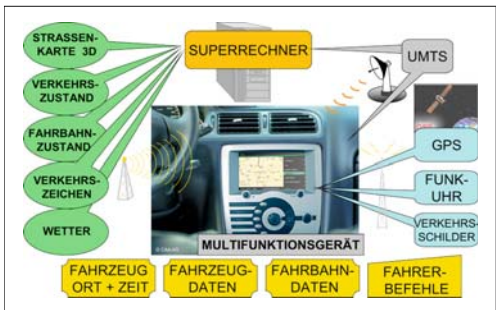 STRASSEN-
KARTE 3D
SUPERRECHNER
UMTS
VERKEHRS-
ZUSTAND
FAHRBAHN-
ZUSTAND
VERKEHRS-
ZEICHEN
WETTER
GPS
FUNK-
UHR
VERKEHRS-
SCHILDER
MULTIFUNKTIONSGERÄT
FAHRZEUG
ORT + ZEIT
FAHRZEUG-
DATEN
FAHRBAHN-
DATEN
FAHRER-
BEFEHLE